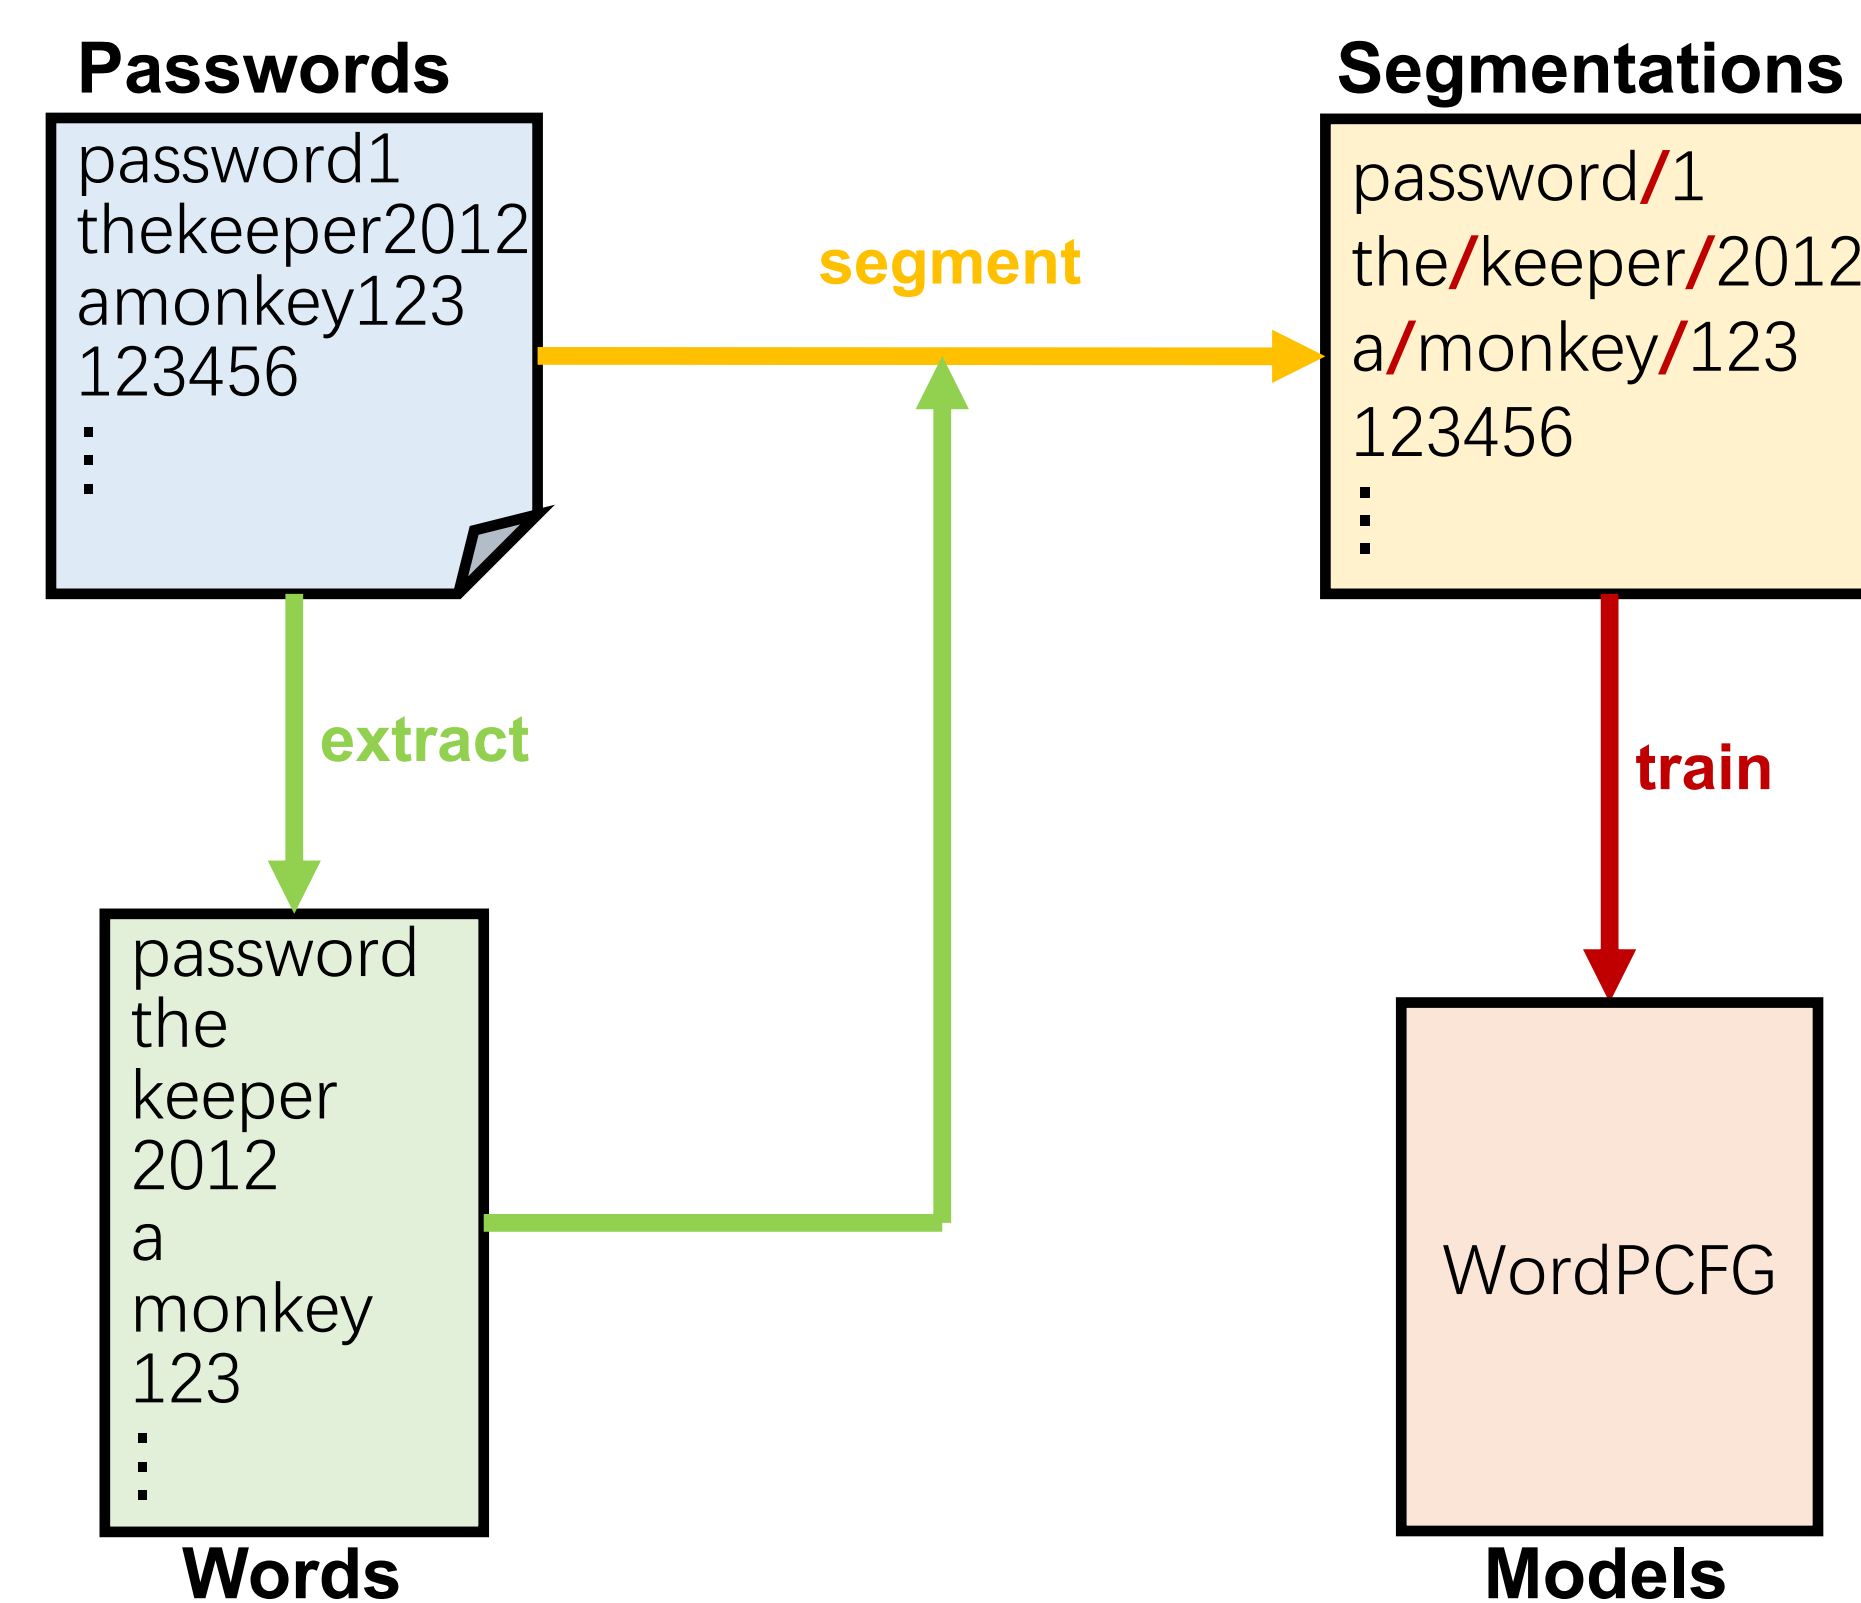 Passwords
password1
thekeeper2012
amonkey123
123456
segment
Segmentations
password/1
the/keeper/2012
a/monkey/123
123456
extract
train
password
the
keeper
2012
a
monkey
123
Words
WordPCFG
Models